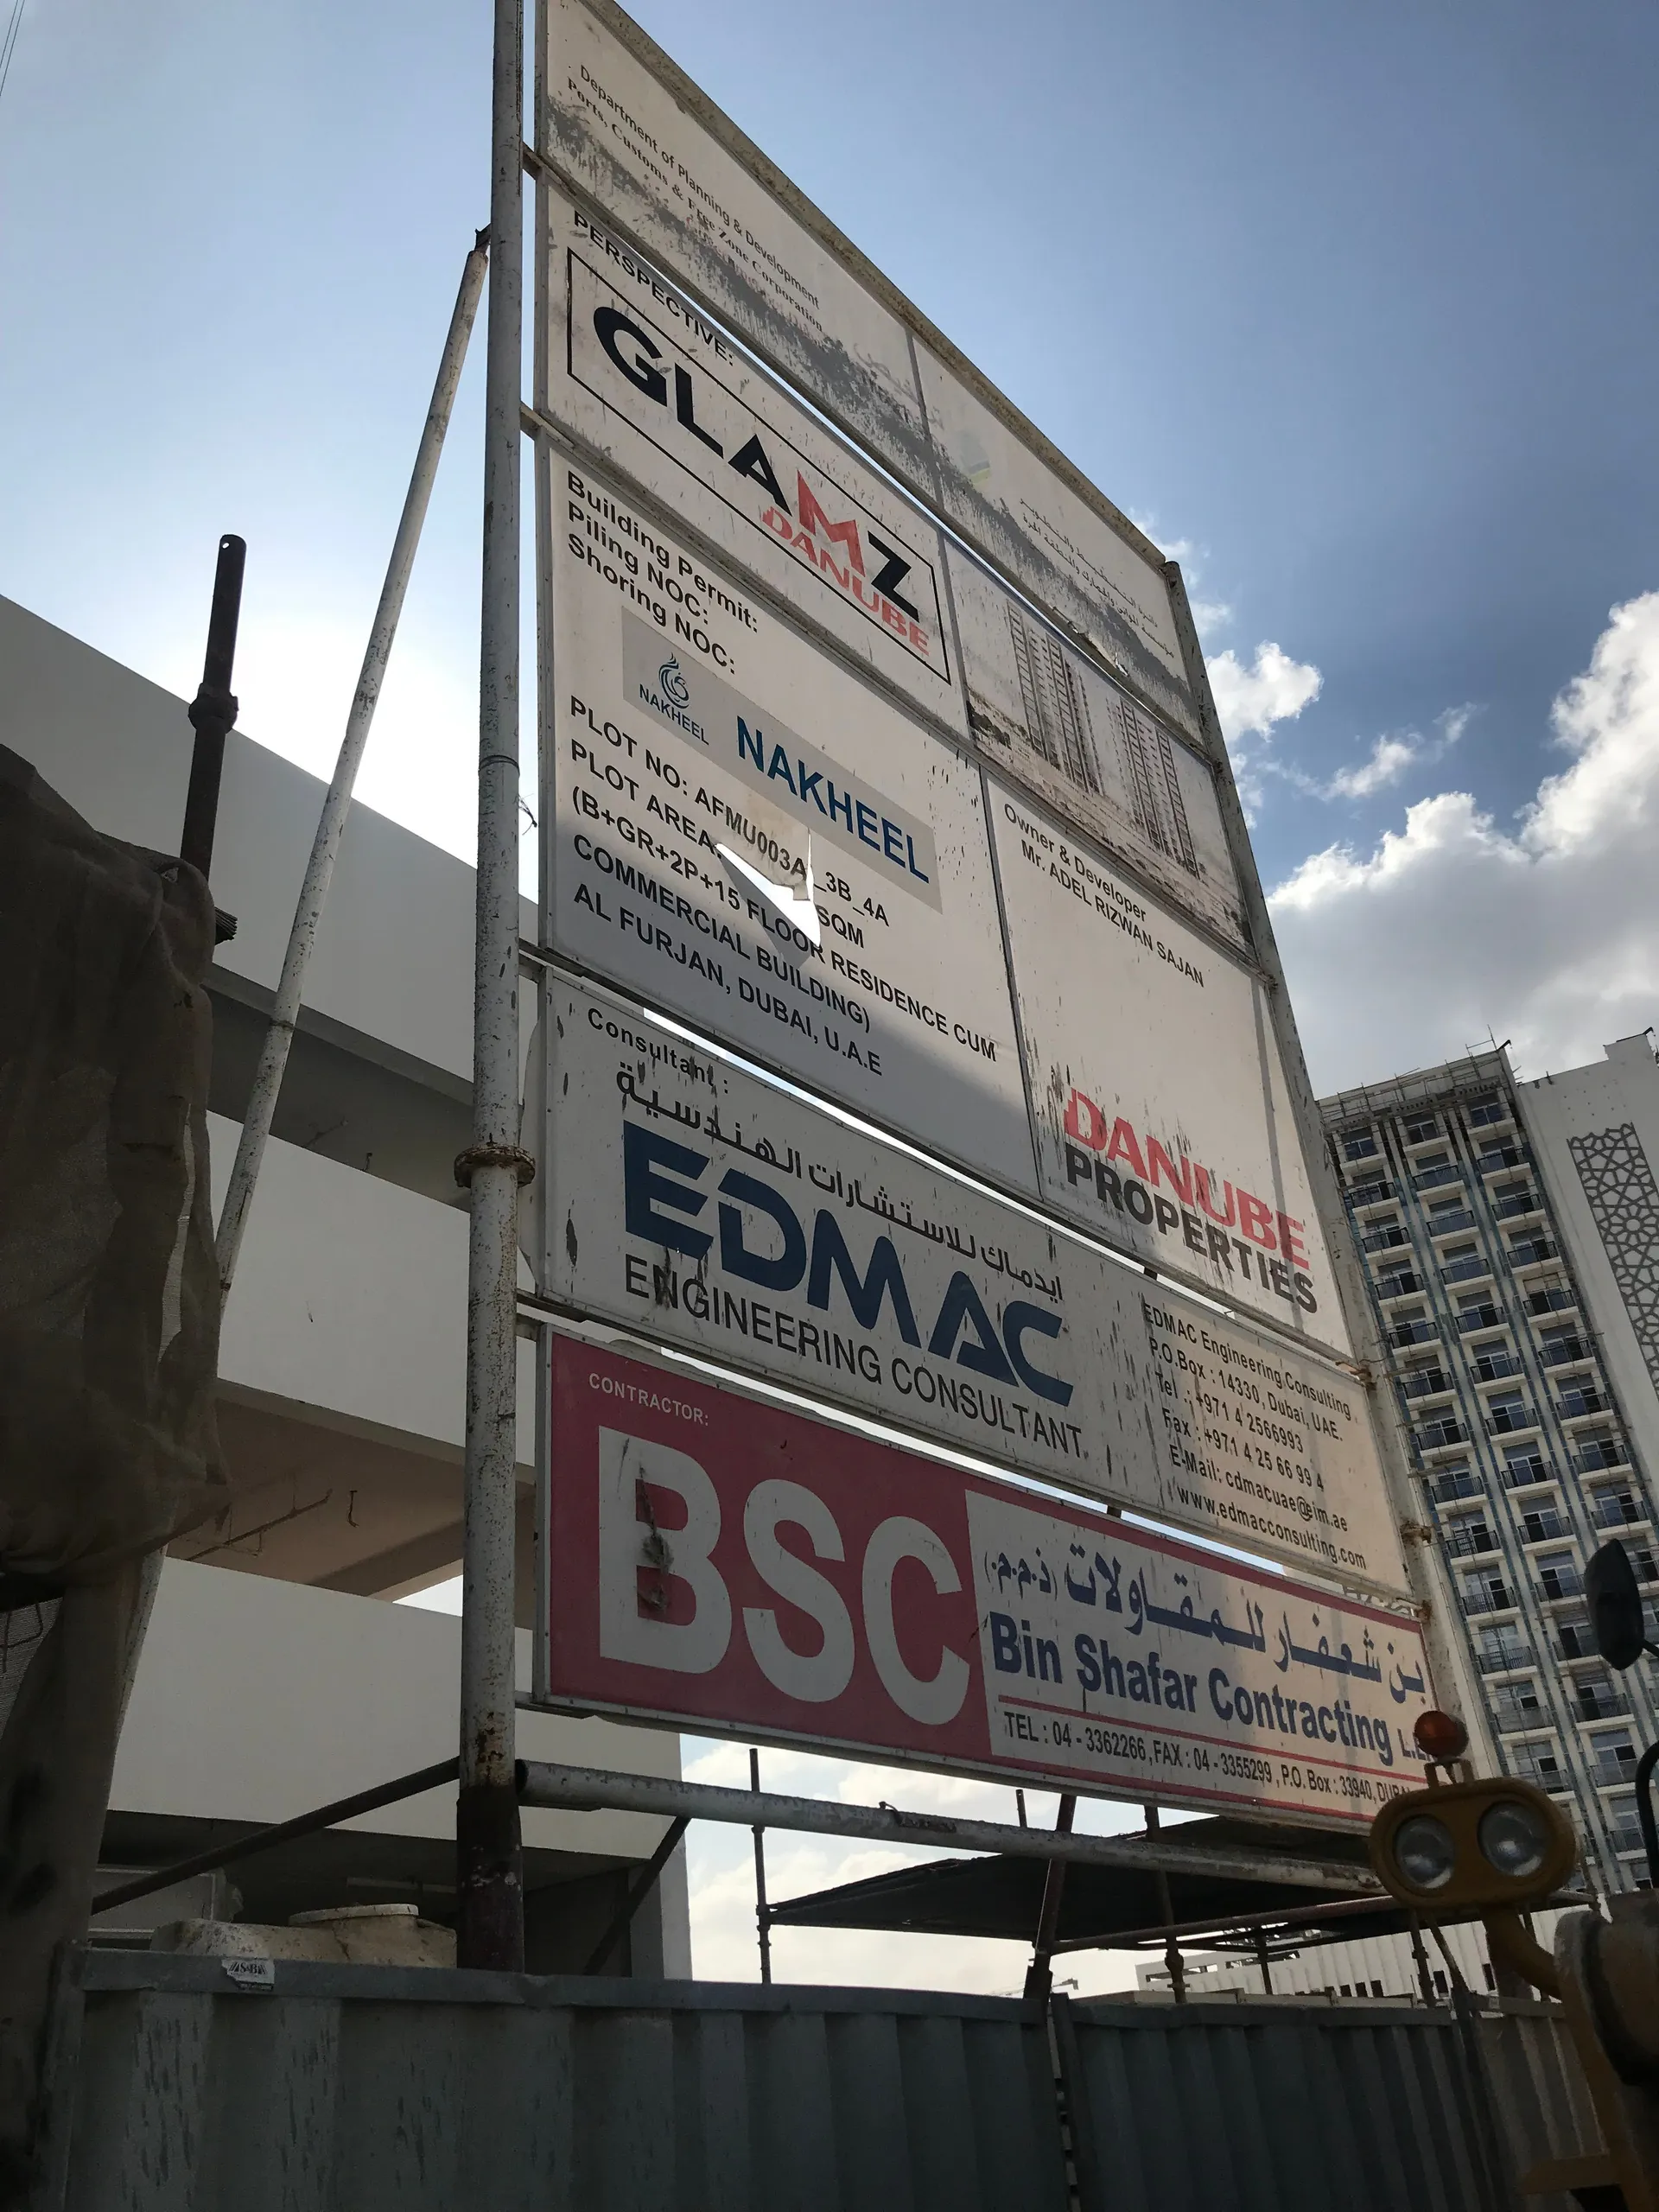 Department of Planning & Development
Ports, Customs & Free Zone Corporation
PERSPECTIVE:
GLAMZ
DANUBE
Building Permit:
Piling NOC:
Shoring NOC:
NAKHEEL
NAKHEEL
PLOT NO: AFMU003A_3B_4A
PLOT AREA: SQM
(B+GR+2P+15 FLOOR RESIDENCE CUM
COMMERCIAL BUILDING)
AL FURJAN, DUBAI, U.A.E
Owner & Developer
Mr. ADEL RIZWAN SAJAN
DANUBE
PROPERTIES
Consultant :
ايدماك للاستشارات الهندسية
EDMAC
ENGINEERING CONSULTANT
EDMAC Engineering Consulting
P.O.Box : 14330, Dubai, UAE.
Tel : +971 4 2566993
Fax : +971 4 25 66 99 4
E-Mail: edmacuae@eim.ae
www.edmacconsulting.com
CONTRACTOR:
BSC
بن شعفار للمقاولات (ذ.م.م.)
Bin Shafar Contracting
TEL : 04 - 3362266 , FAX : 04 - 3355299 , P.O. Box : 33940,